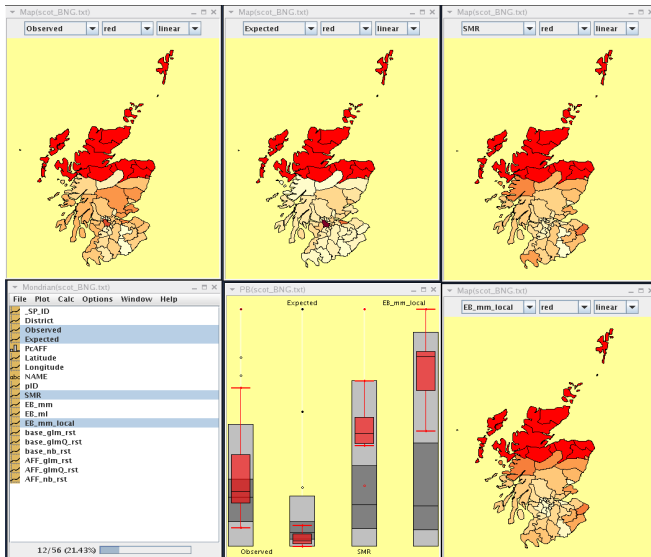 Map(scot_BNG.txt)
Observed red linear
Map(scot_BNG.txt)
Expected red linear
Map(scot_BNG.txt)
SMR red linear
Mondrian(scot_BNG.txt)
File Plot Calc Options Window Help
_SP_ID
District
Observed
Expected
PcAFF
Latitude
Longitude
abc NAME
pID
SMR
EB_mm
EB_ml
EB_mm_local
base_glm_rst
base_glmQ_rst
base_nb_rst
AFF_glm_rst
AFF_glmQ_rst
AFF_nb_rst
12/56 (21.43%)
PB(scot_BNG.txt)
Expected EB_mm_local
Observed SMR
Map(scot_BNG.txt)
EB_mm_local red linear